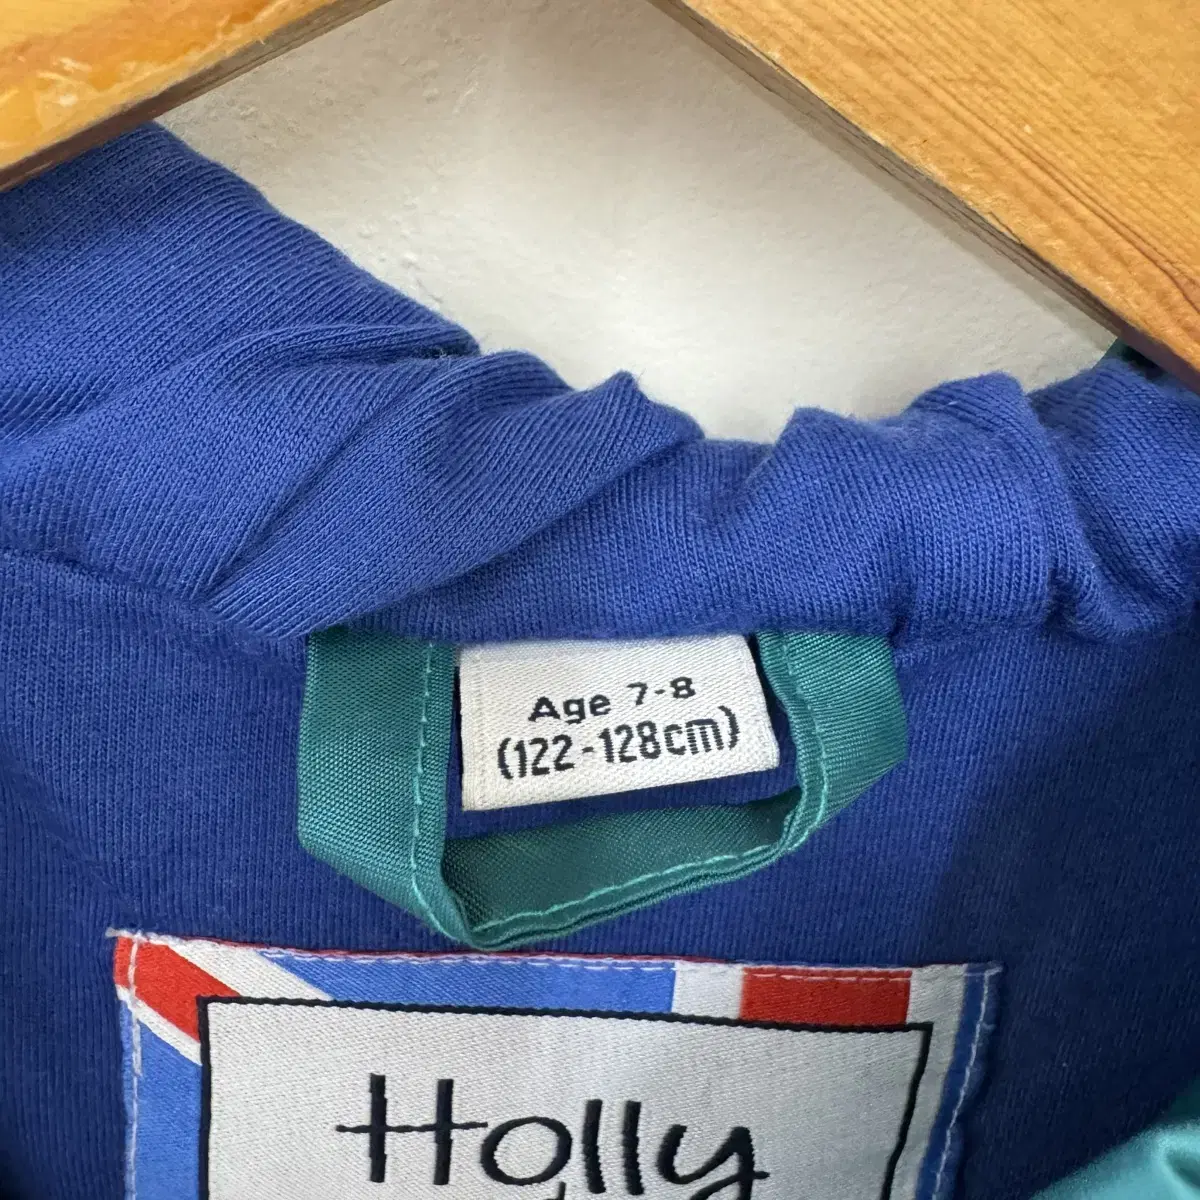 Age 7-8
(122-128cm)
Holly